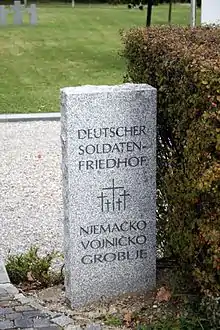 DEUTSCHER
SOLDATEN-
FRIEDHOF
NJEMAČKO
VOJNIČKO
GROBLJE